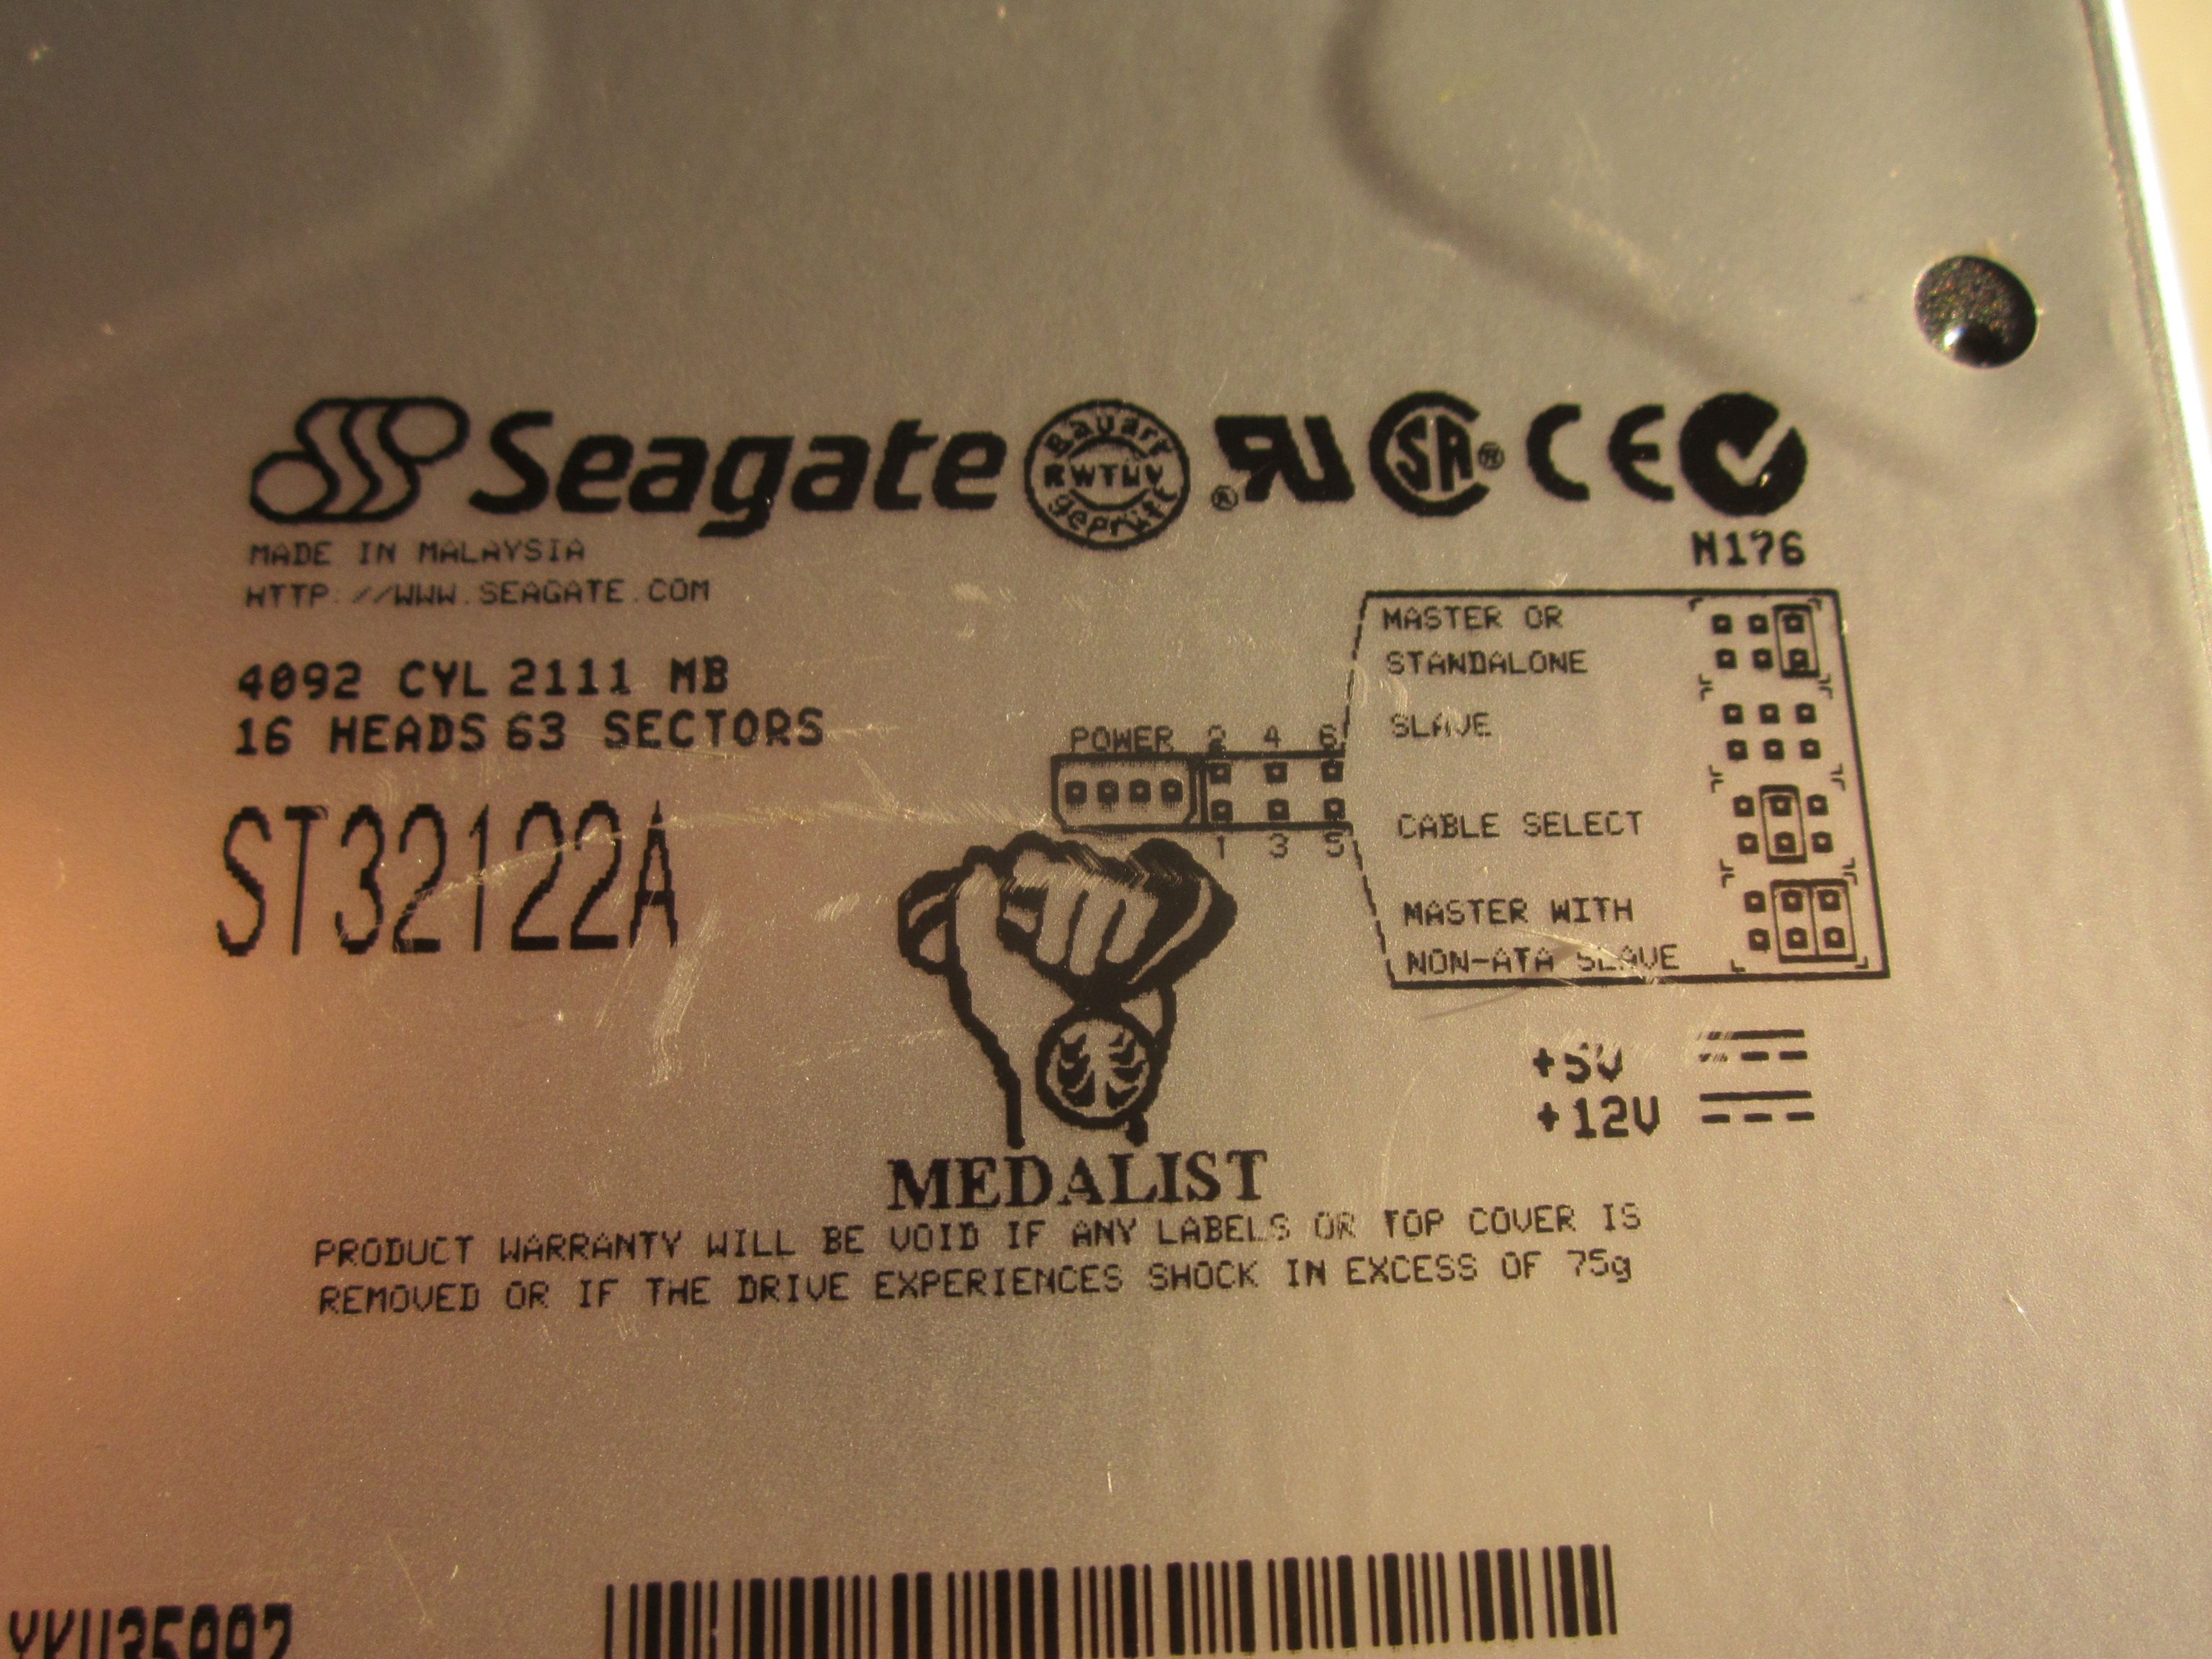 Seagate
Bauart
RWTÜV
geprüft
® RU
SA®
CE
N176
MADE IN MALAYSIA
HTTP://WWW.SEAGATE.COM
4092 CYL 2111 MB
16 HEADS 63 SECTORS
ST32122A
POWER 2 4 6
1 3 5
MASTER OR
STANDALONE
SLAVE
CABLE SELECT
MASTER WITH
NON-ATA SLAVE
+5V
+12V
MEDALIST
PRODUCT WARRANTY WILL BE VOID IF ANY LABELS OR TOP COVER IS
REMOVED OR IF THE DRIVE EXPERIENCES SHOCK IN EXCESS OF 75g